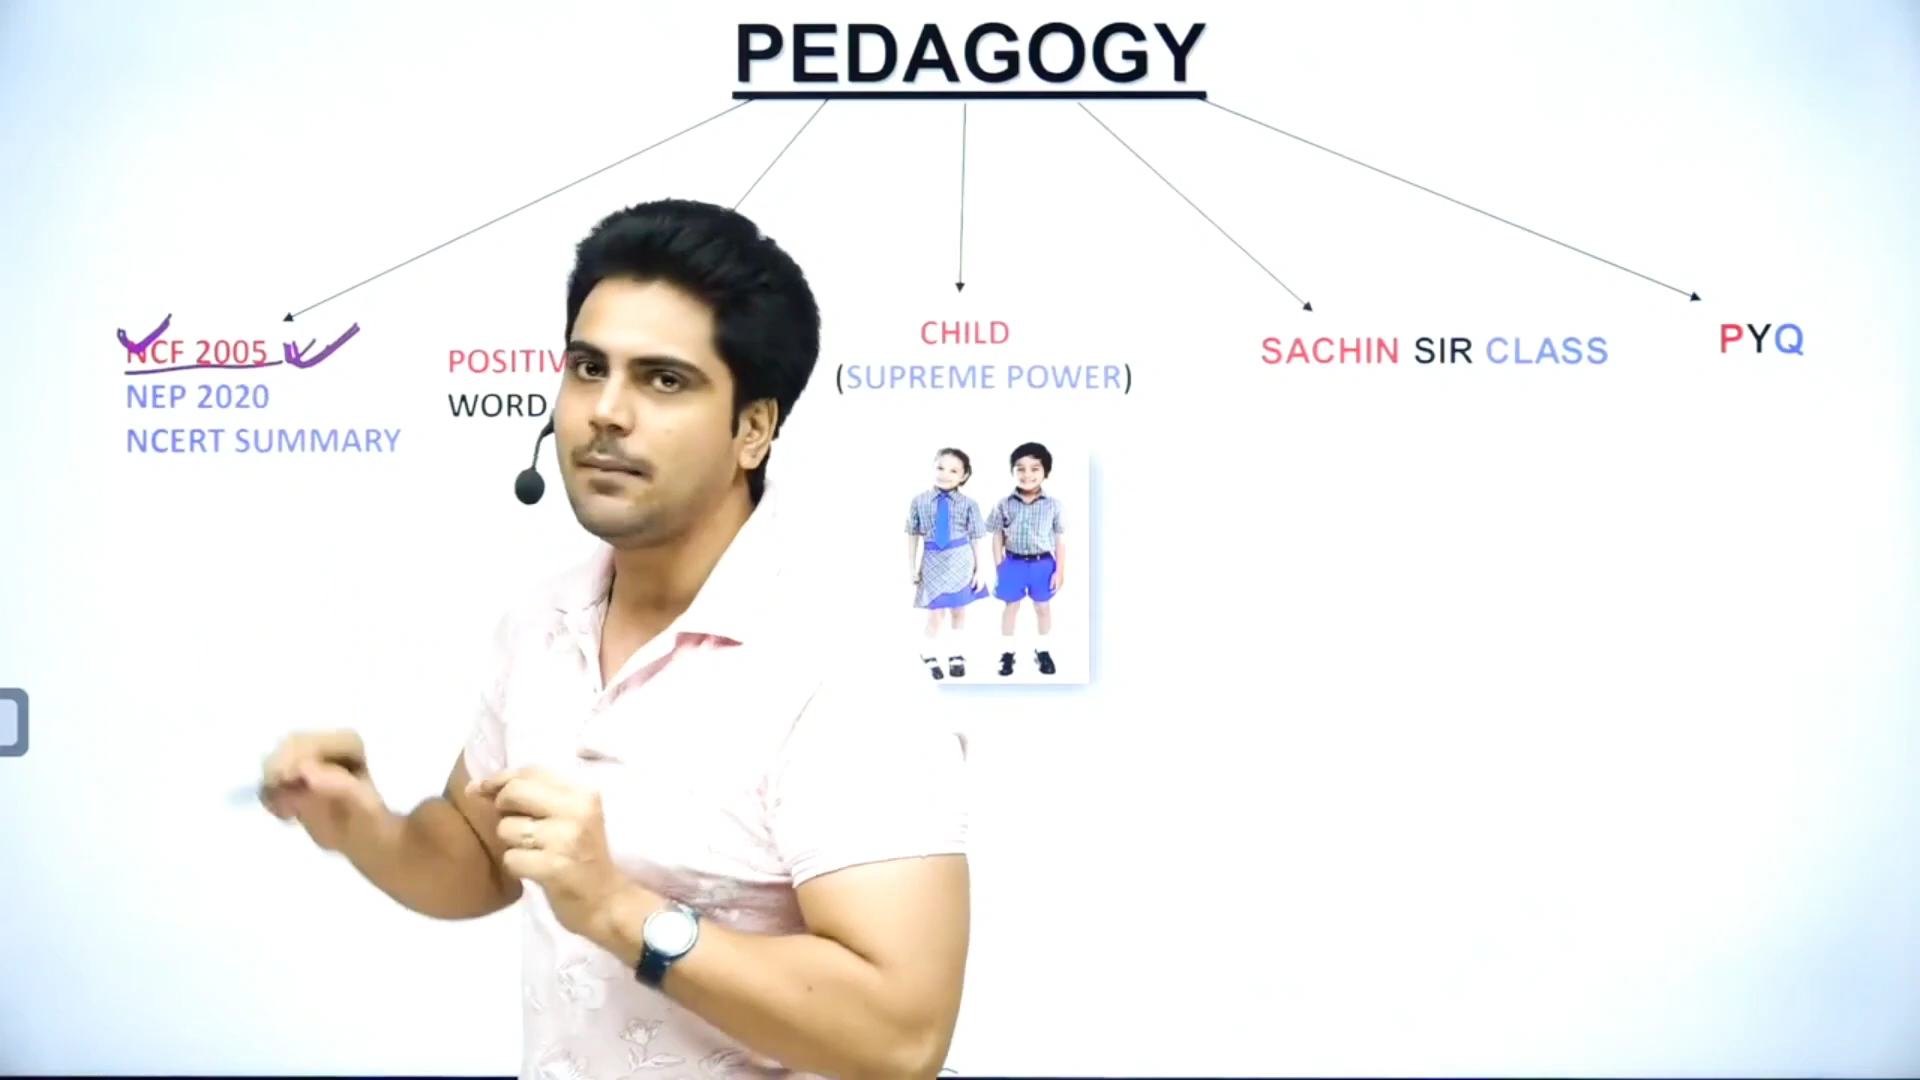 PEDAGOGY
NCF 2005
NEP 2020
NCERT SUMMARY
WORD
CHILD
(SUPREME POWER)
SACHIN SIR CLASS
PYQ